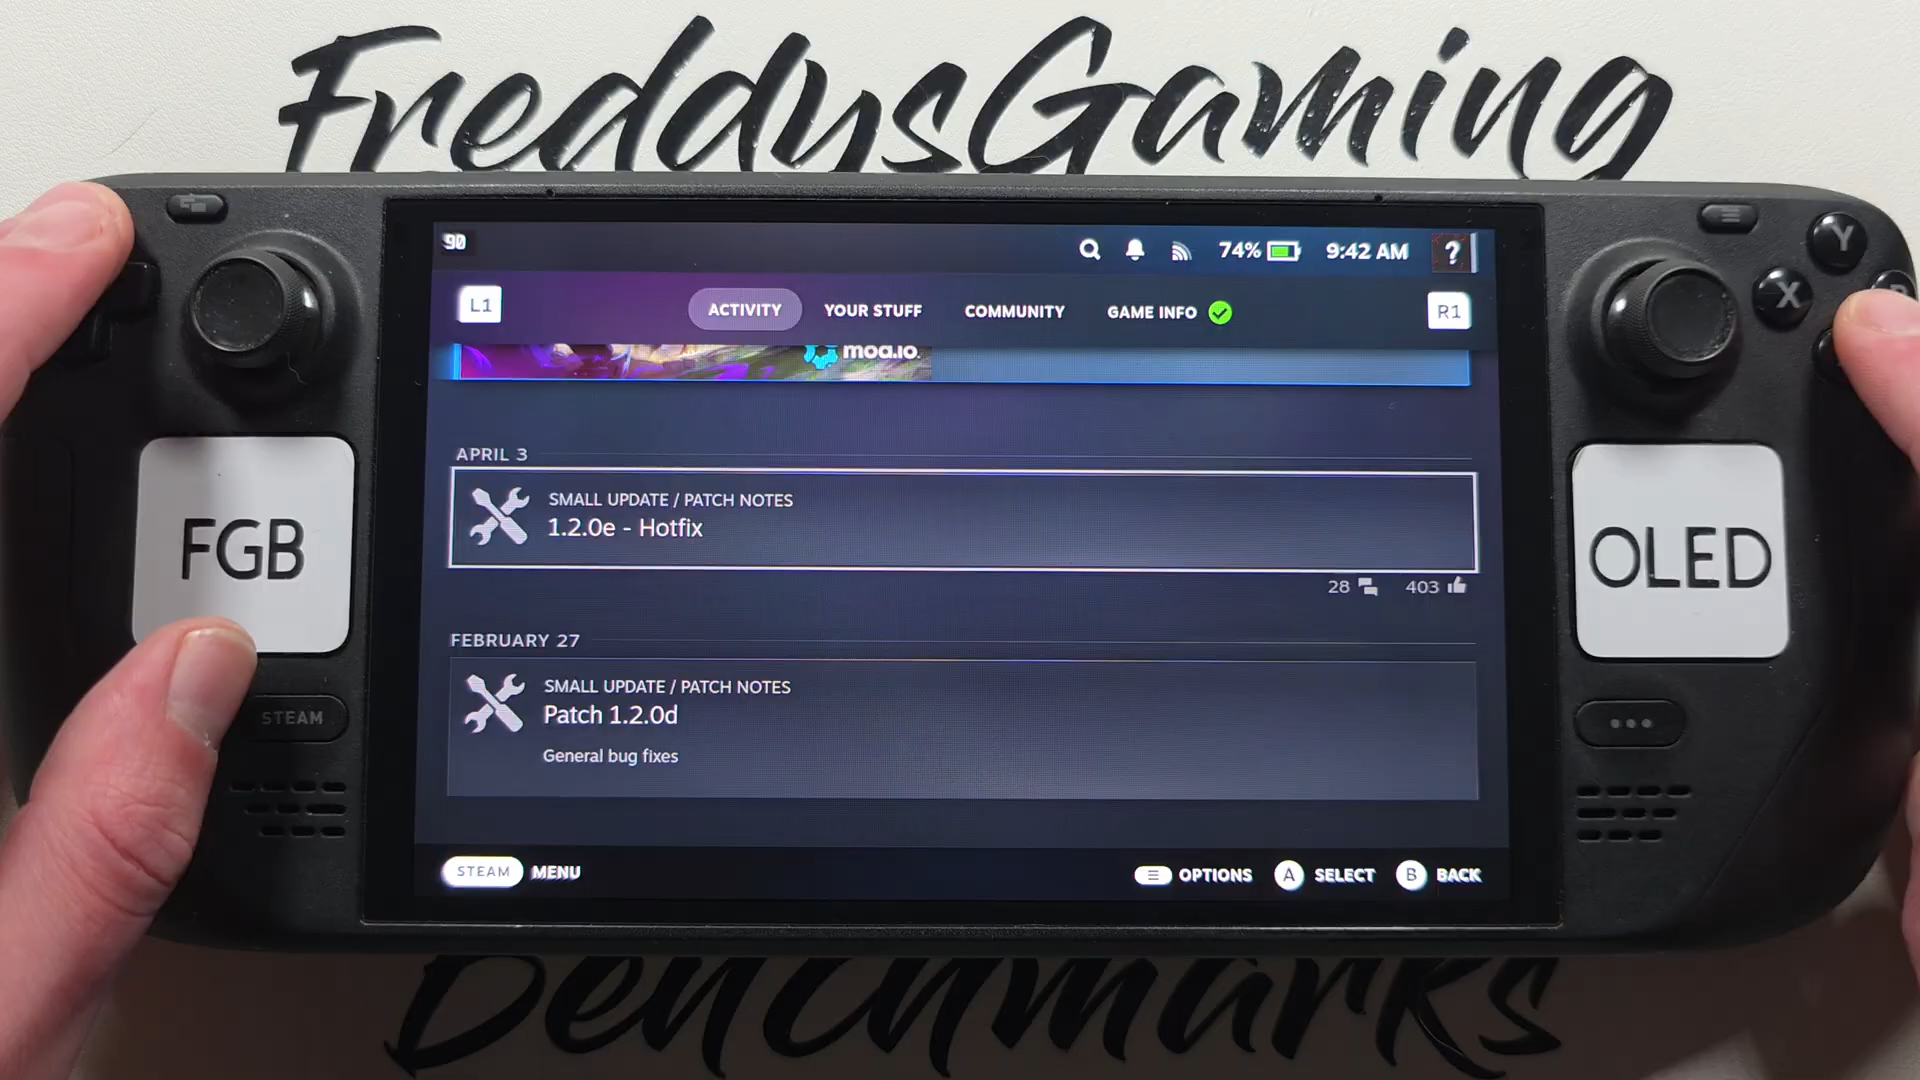 FreddysGaming
90
74%
9:42 AM
?
L1
ACTIVITY
YOUR STUFF
COMMUNITY
GAME INFO
R1
mod.io
APRIL 3
SMALL UPDATE / PATCH NOTES
1.2.0e - Hotfix
28
403
FEBRUARY 27
SMALL UPDATE / PATCH NOTES
Patch 1.2.0d
General bug fixes
STEAM MENU
OPTIONS
A SELECT
B BACK
FGB
STEAM
Y
X
OLED
Benchmarks